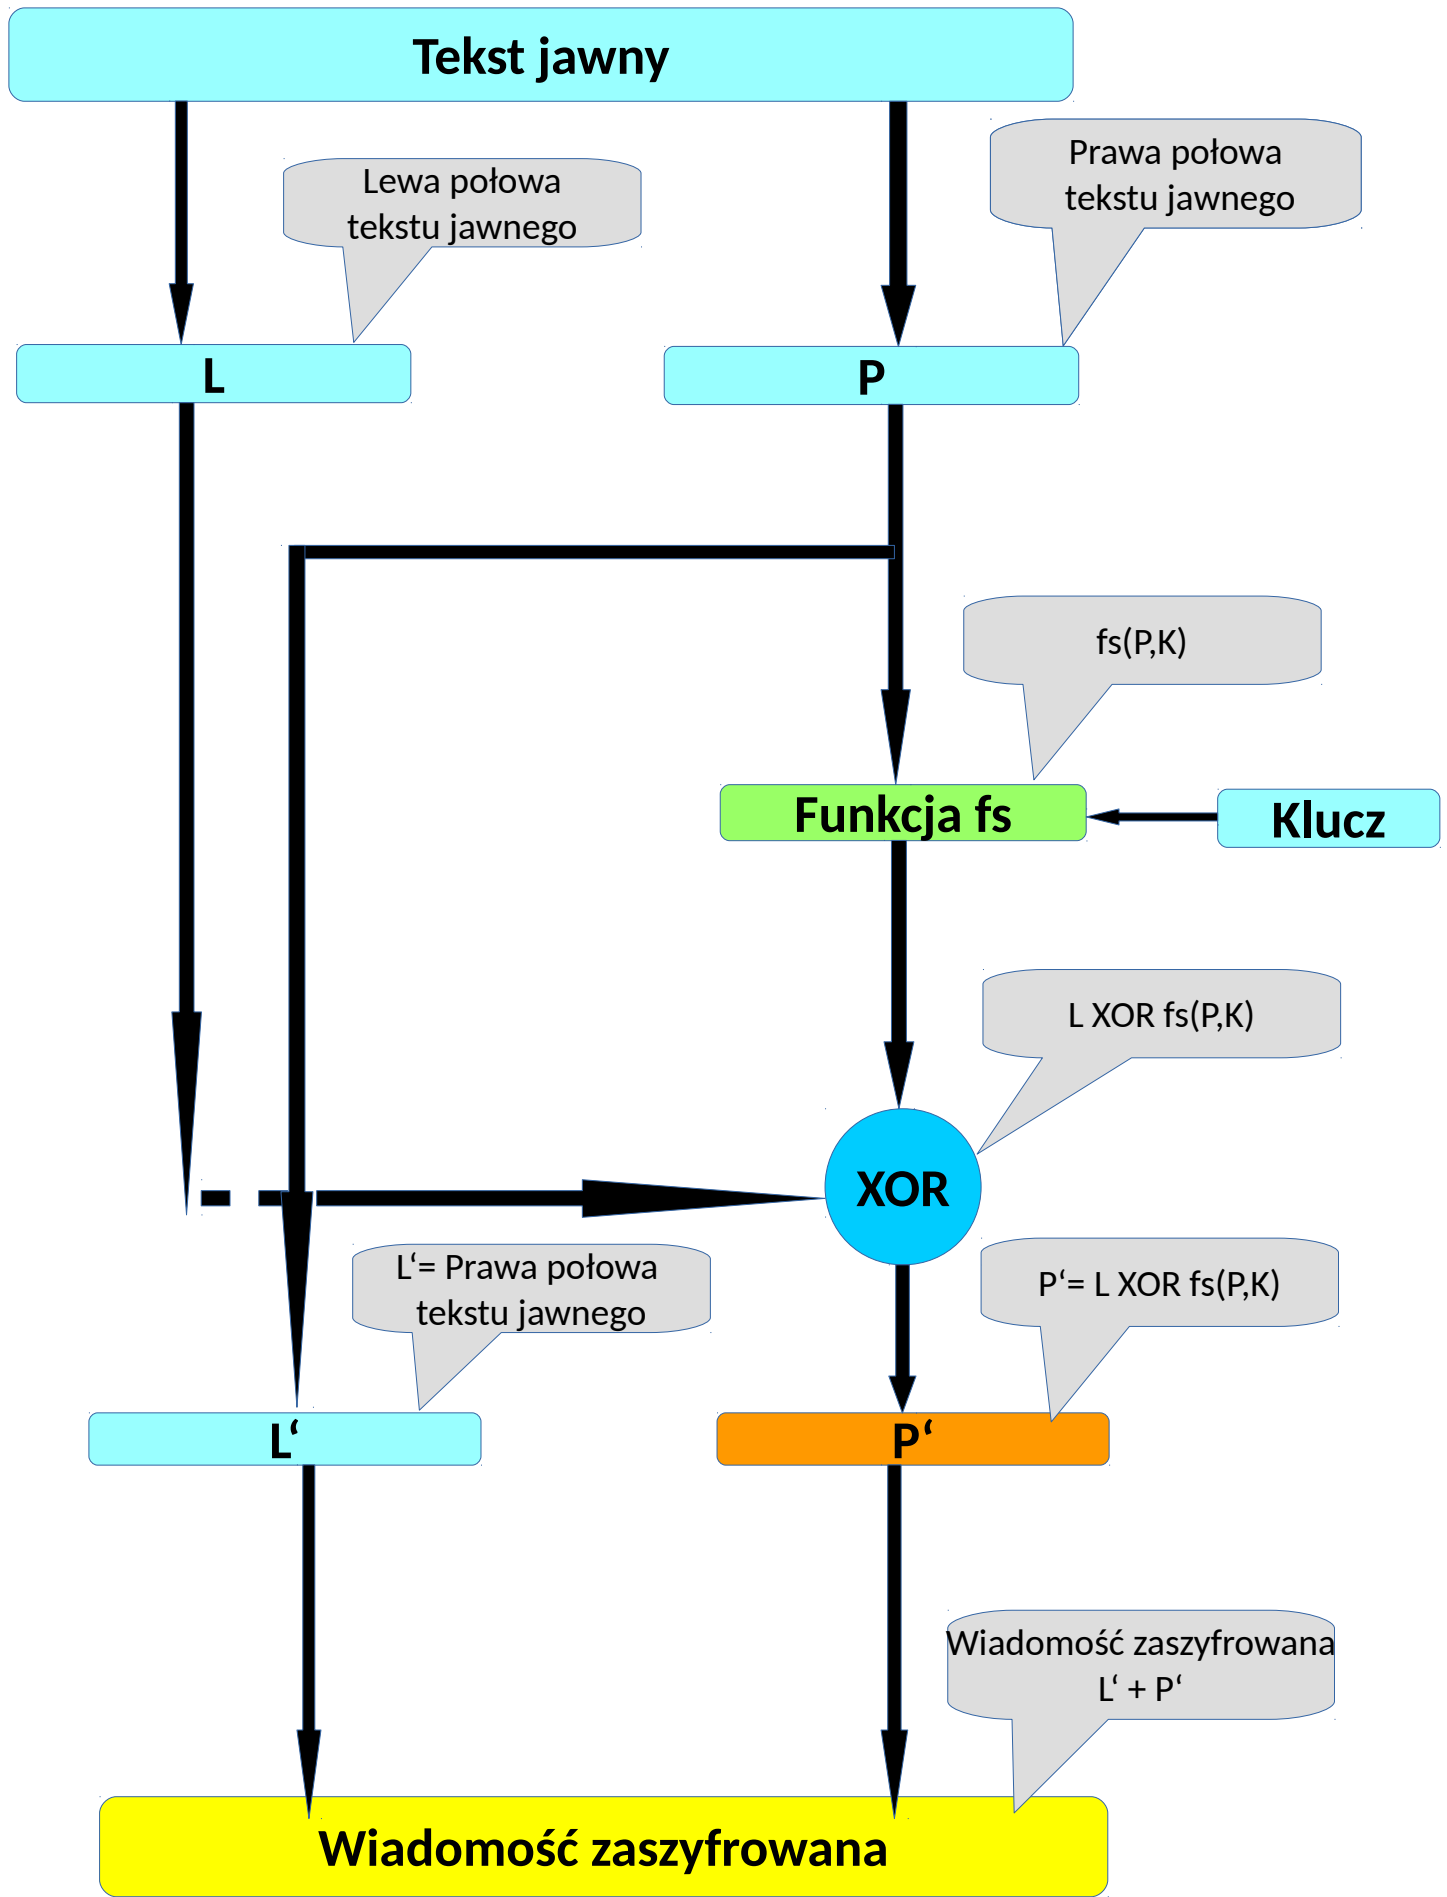 Tekst jawny
Prawa połowa
tekstu jawnego
Lewa połowa
tekstu jawnego
L
P
fs(P,K)
Funkcja fs
Klucz
L XOR fs(P,K)
XOR
L‘= Prawa połowa
tekstu jawnego
P‘= L XOR fs(P,K)
L‘
P‘
Wiadomość zaszyfrowana
L‘ + P‘
Wiadomość zaszyfrowana